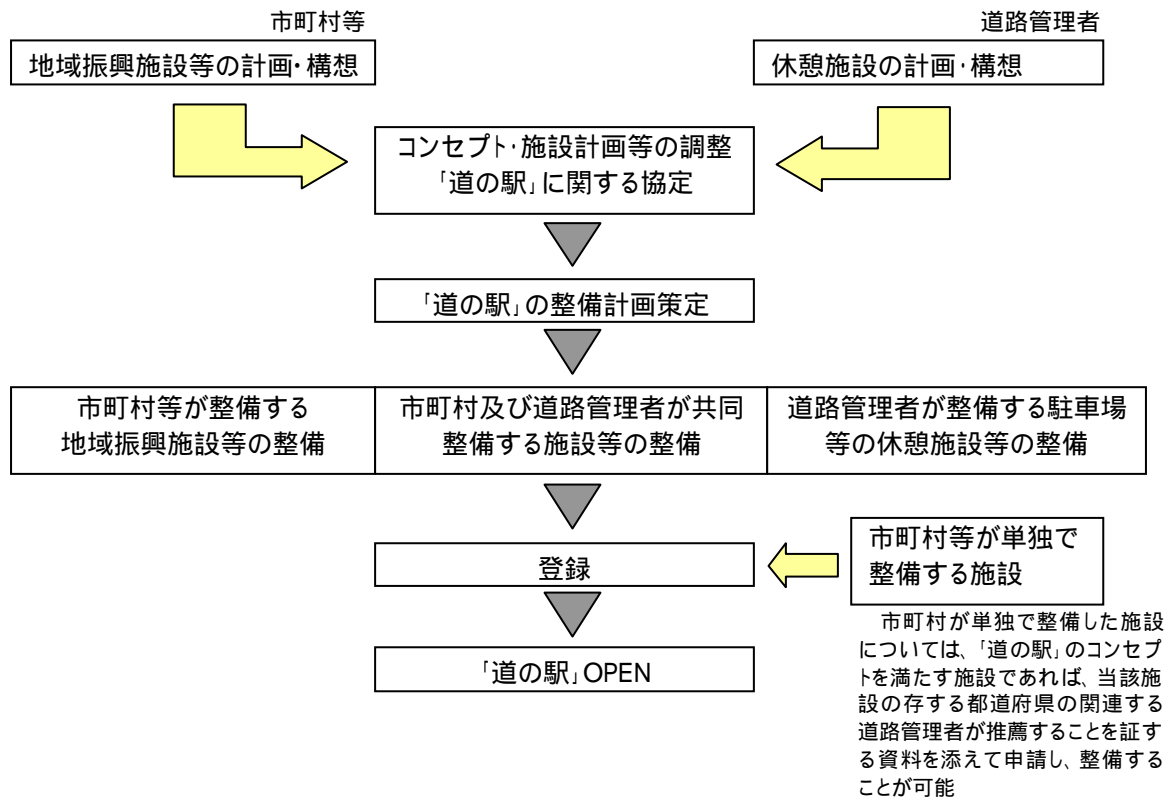 市町村等
道路管理者
地域振興施設等の計画・構想
休憩施設の計画・構想
コンセプト・施設計画等の調整
「道の駅」に関する協定
「道の駅」の整備計画策定
市町村等が整備する
地域振興施設等の整備
市町村及び道路管理者が共同
整備する施設等の整備
道路管理者が整備する駐車場
等の休憩施設等の整備
登録
市町村等が単独で
整備する施設
「道の駅」OPEN
市町村が単独で整備した施設
については、「道の駅」のコンセプ
トを満たす施設であれば、当該施
設の存する都道府県の関連する
道路管理者が推薦することを証す
る資料を添えて申請し、整備する
ことが可能